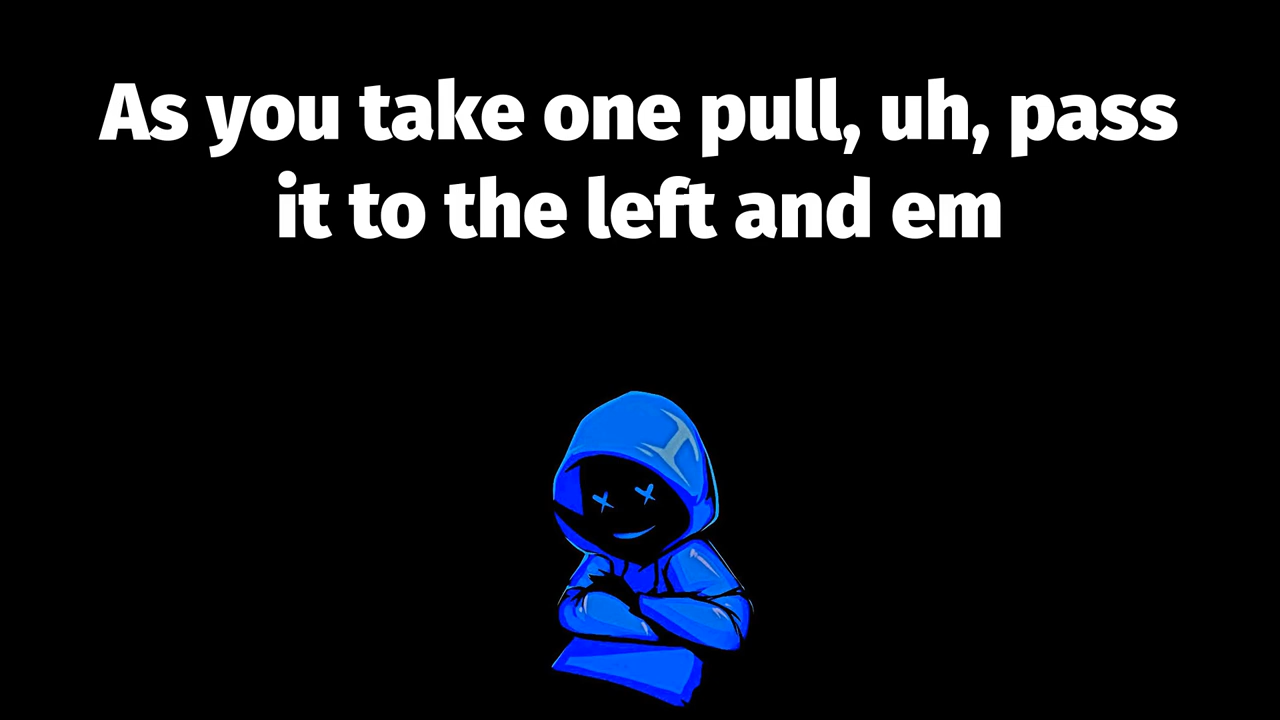 As you take one pull, uh, pass
it to the left and em